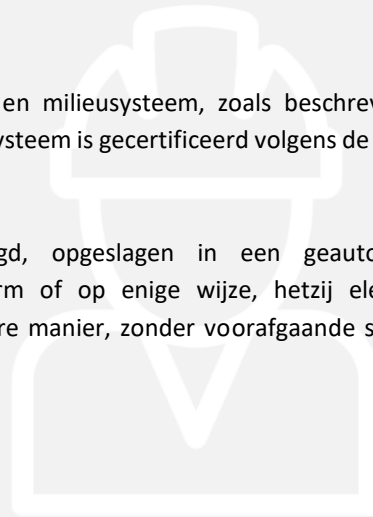 en milieusysteem, zoals beschrev
ysteem is gecertificeerd volgens de
gd, opgeslagen in een geauto
rm of op enige wijze, hetzij ele
re manier, zonder voorafgaande s